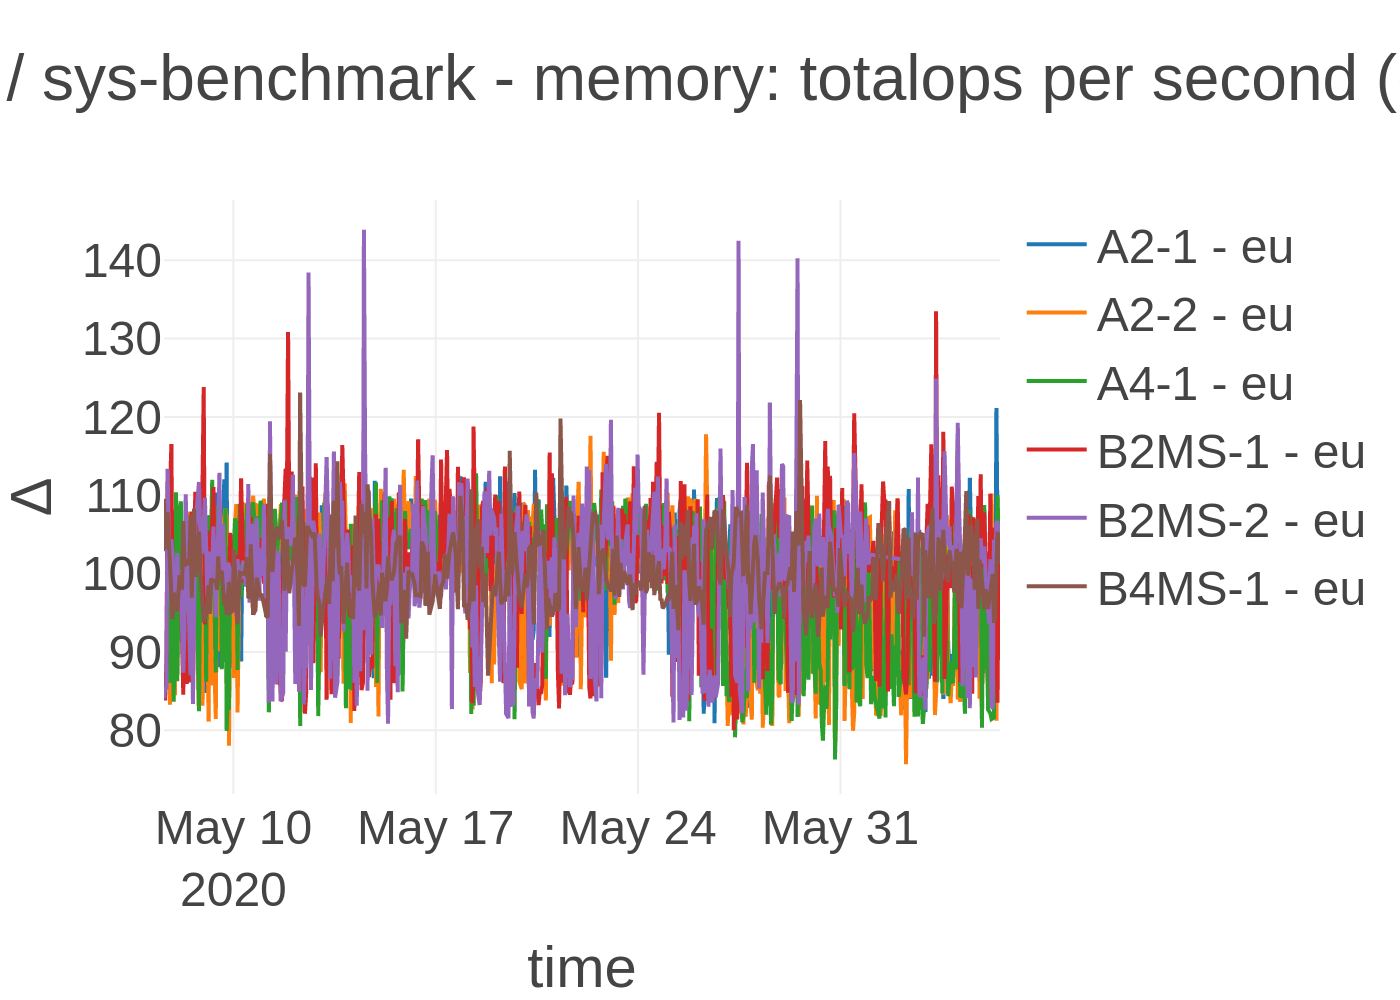 / sys-benchmark - memory: totalops per second (
Δ
140
130
120
110
100
90
80
May 10
2020
May 17
May 24
May 31
time
A2-1 - eu
A2-2 - eu
A4-1 - eu
B2MS-1 - eu
B2MS-2 - eu
B4MS-1 - eu